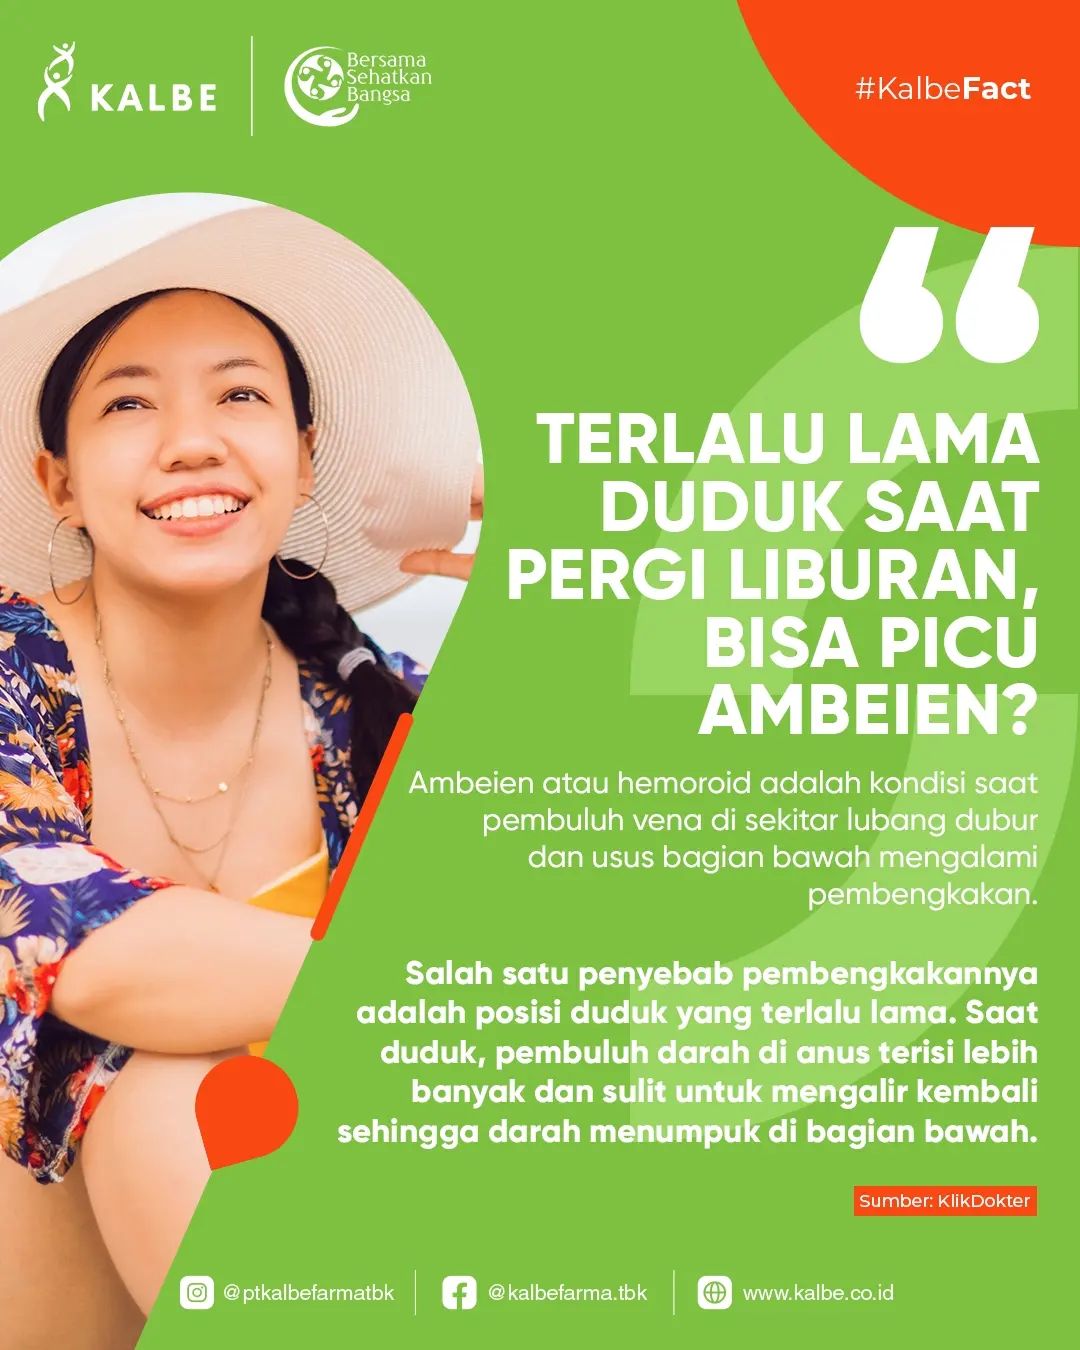 KALBE
Bersama
Sehatkan
Bangsa
#KalbeFact
TERLALU LAMA
DUDUK SAAT
PERGI LIBURAN,
BISA PICU
AMBEIEN?
Ambeien atau hemoroid adalah kondisi saat
pembuluh vena di sekitar lubang dubur
dan usus bagian bawah mengalami
pembengkakan.
Salah satu penyebab pembengkakannya
adalah posisi duduk yang terlalu lama. Saat
duduk, pembuluh darah di anus terisi lebih
banyak dan sulit untuk mengalir kembali
sehingga darah menumpuk di bagian bawah.
Sumber: KlikDokter
@ptkalbefarmatbk
@kalbefarma.tbk
www.kalbe.co.id